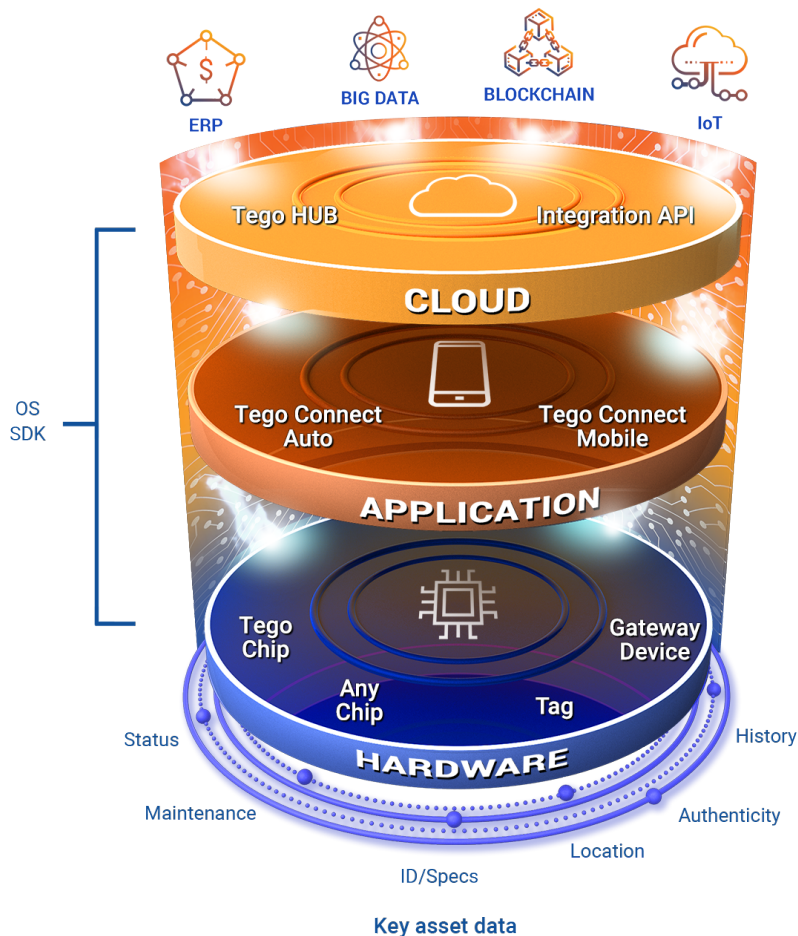 ERP
BIG DATA
BLOCKCHAIN
IoT
$
Tego HUB
Integration API
CLOUD
OS
SDK
Tego Connect
Auto
Tego Connect
Mobile
APPLICATION
Tego
Chip
Gateway
Device
Any
Chip
Tag
HARDWARE
Status
History
Maintenance
Authenticity
Location
ID/Specs
Key asset data